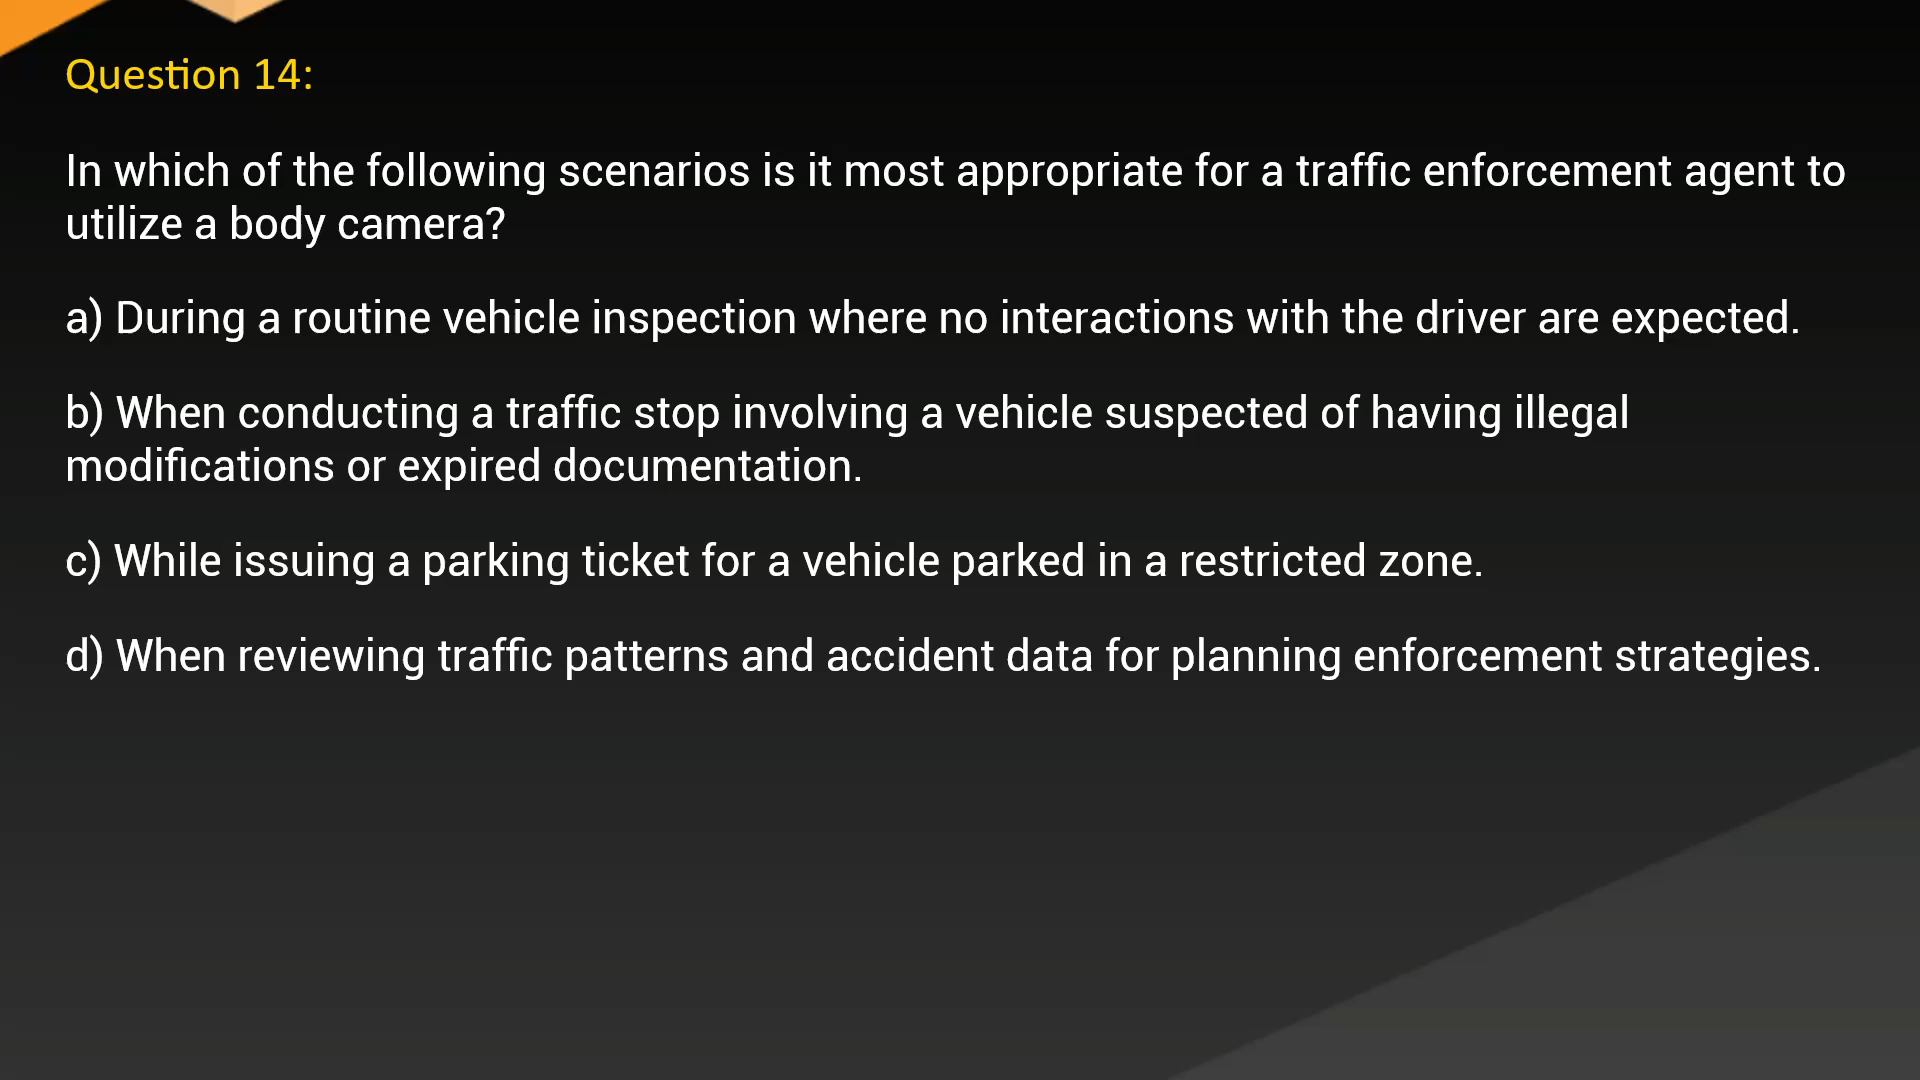 Question 14:
In which of the following scenarios is it most appropriate for a traffic enforcement agent to
utilize a body camera?
a) During a routine vehicle inspection where no interactions with the driver are expected.
b) When conducting a traffic stop involving a vehicle suspected of having illegal
modifications or expired documentation.
c) While issuing a parking ticket for a vehicle parked in a restricted zone.
d) When reviewing traffic patterns and accident data for planning enforcement strategies.